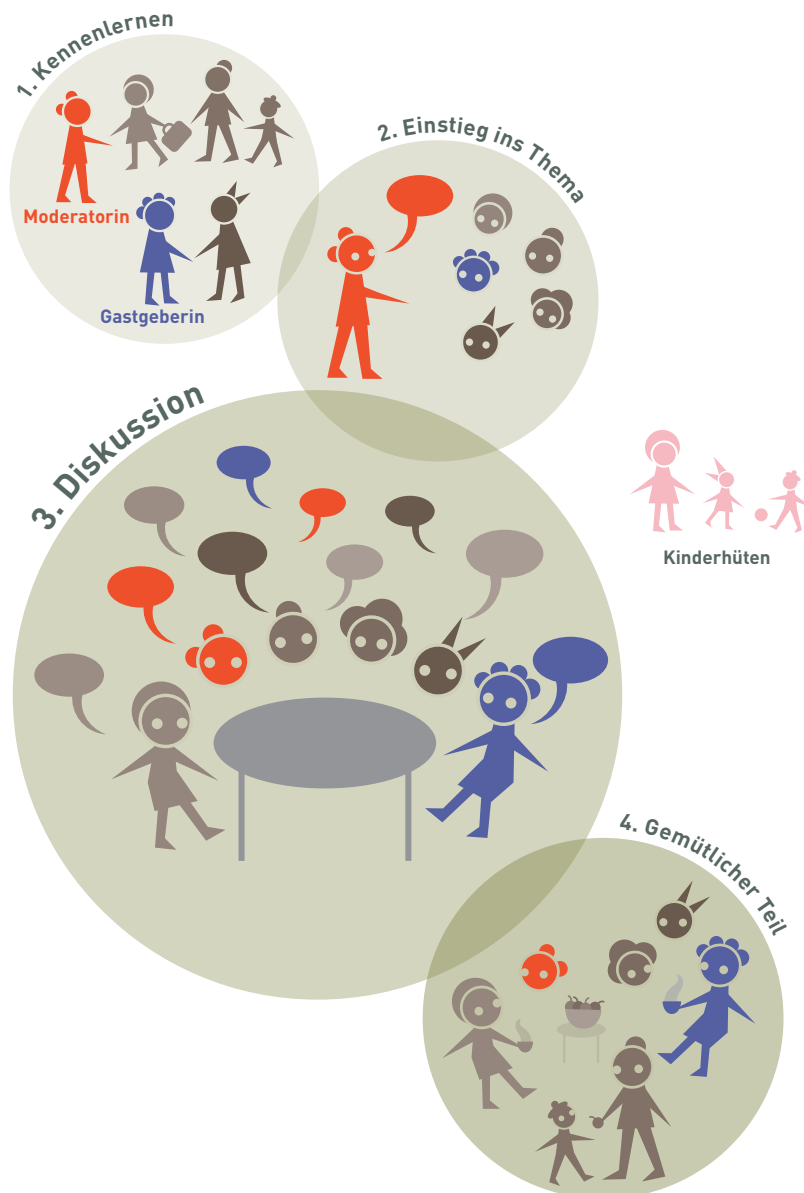 1. Kennenlernen
Moderatorin
Gastgeberin
2. Einstieg ins Thema
3. Diskussion
Kinderhüten
4. Gemütlicher Teil